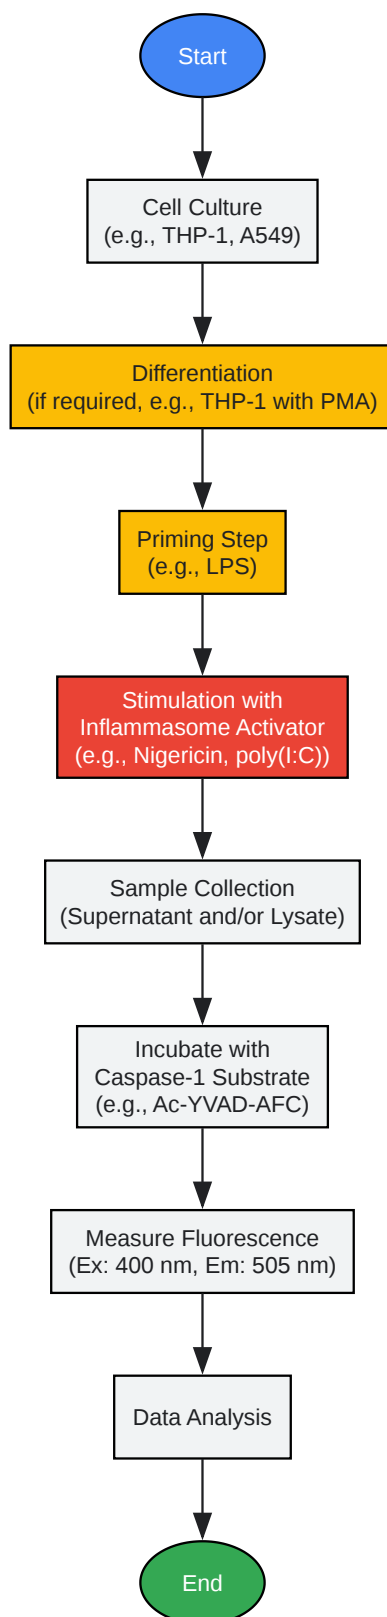 Start
Cell Culture
(e.g., THP-1, A549)
Differentiation
(if required, e.g., THP-1 with PMA)
Priming Step
(e.g., LPS)
Stimulation with
Inflammasome Activator
(e.g., Nigericin, poly(I:C))
Sample Collection
(Supernatant and/or Lysate)
Incubate with
Caspase-1 Substrate
(e.g., Ac-YVAD-AFC)
Measure Fluorescence
(Ex: 400 nm, Em: 505 nm)
Data Analysis
End